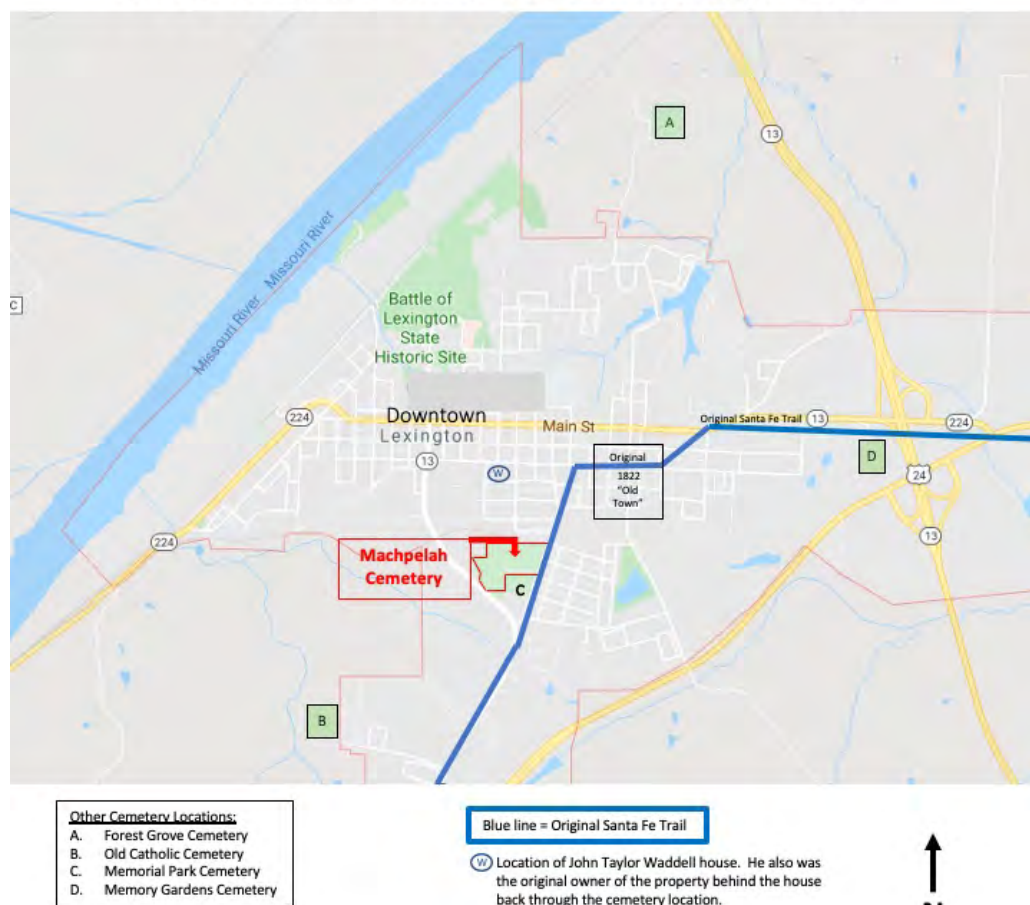 A
13
Missouri River
Missouri River
C
Battle of
Lexington
State
Historic Site
Original Santa Fe Trail
13
224
224
Downtown
Lexington
Main St
13
W
Original
1822
"Old
Town"
D
24
13
224
Machpelah
Cemetery
C
B
Other Cemetery Locations:
A. Forest Grove Cemetery
B. Old Catholic Cemetery
C. Memorial Park Cemetery
D. Memory Gardens Cemetery
Blue line = Original Santa Fe Trail
W Location of John Taylor Waddell house. He also was
the original owner of the property behind the house
back through the cemetery location.